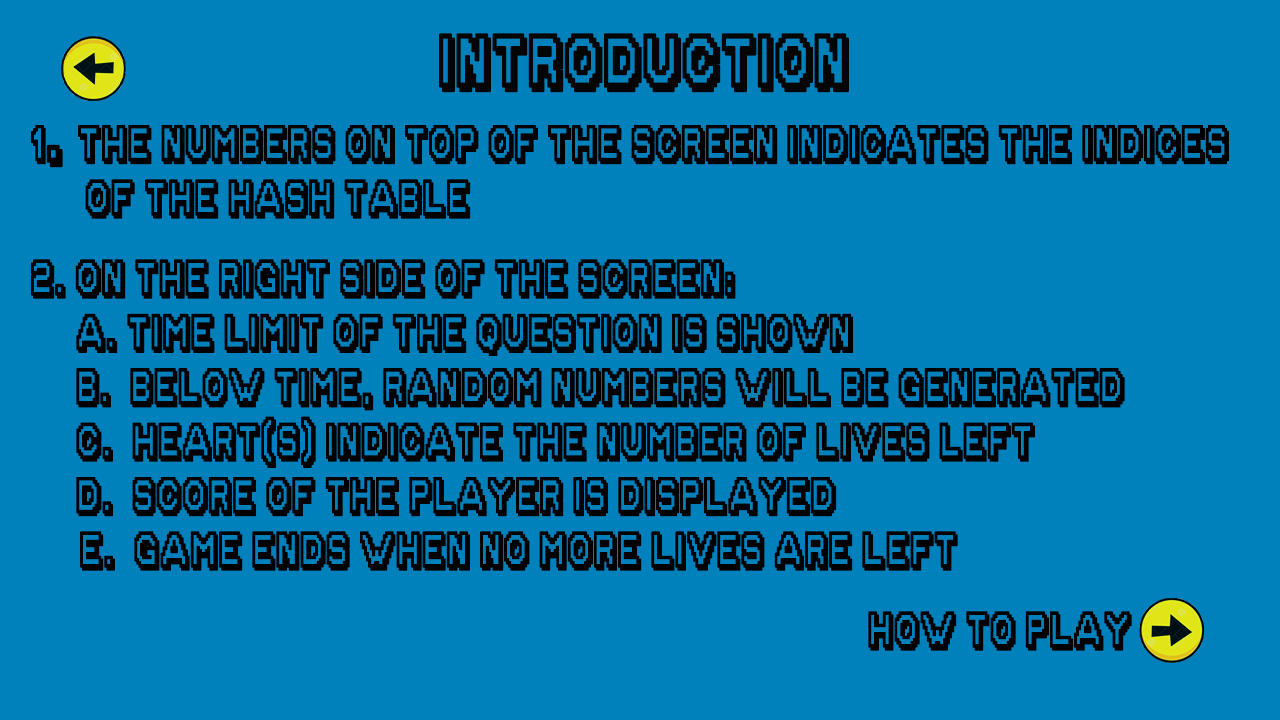 INTRODUCTION
1. THE NUMBERS ON TOP OF THE SCREEN INDICATES THE INDICES
OF THE HASH TABLE
2. ON THE RIGHT SIDE OF THE SCREEN:
A. TIME LIMIT OF THE QUESTION IS SHOWN
B. BELOW TIME, RANDOM NUMBERS WILL BE GENERATED
C. HEART(S) INDICATE THE NUMBER OF LIVES LEFT
D. SCORE OF THE PLAYER IS DISPLAYED
E. GAME ENDS WHEN NO MORE LIVES ARE LEFT
HOW TO PLAY